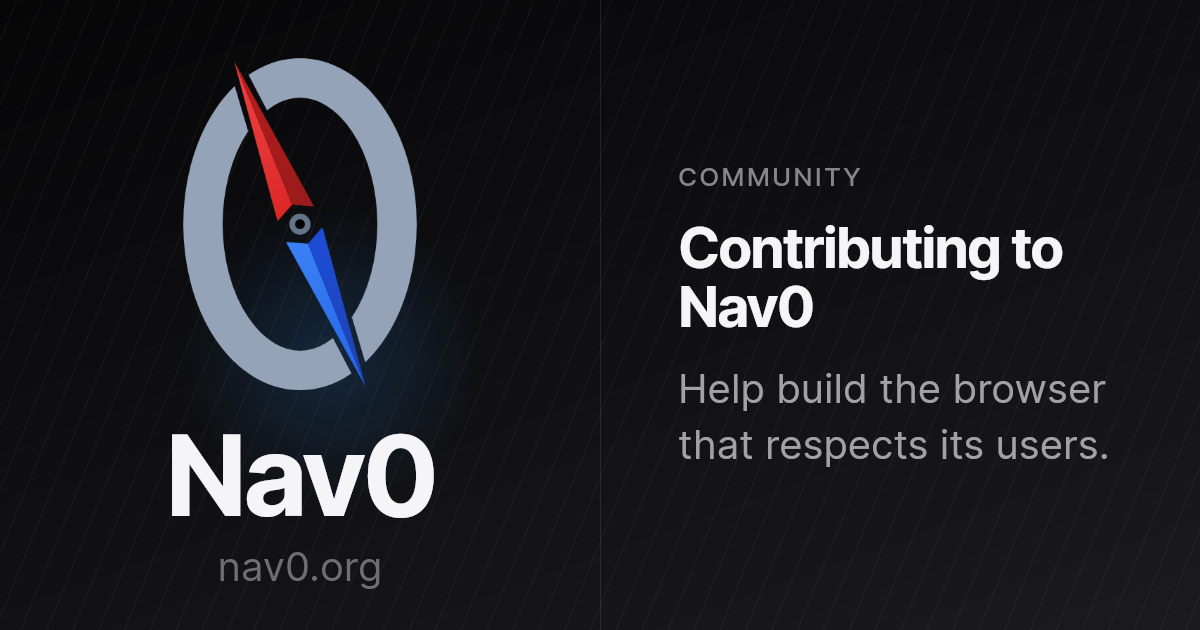 Nav0
nav0.org
COMMUNITY
Contributing to
Nav0
Help build the browser
that respects its users.